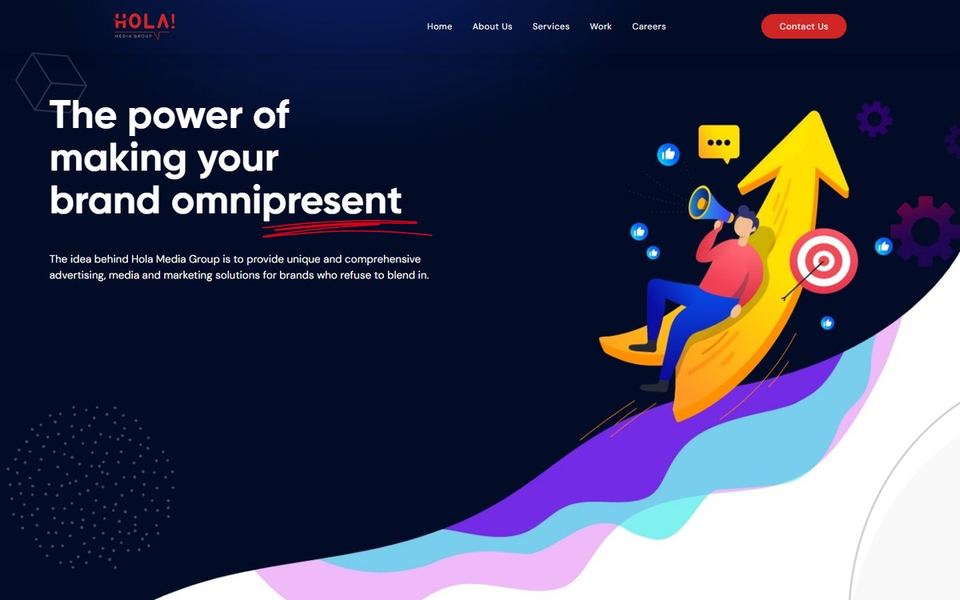 HOLA!
MEDIA GROUP
Home About Us Services Work Careers
Contact Us
The power of
making your
brand omnipresent
The idea behind Hola Media Group is to provide unique and comprehensive
advertising, media and marketing solutions for brands who refuse to blend in.